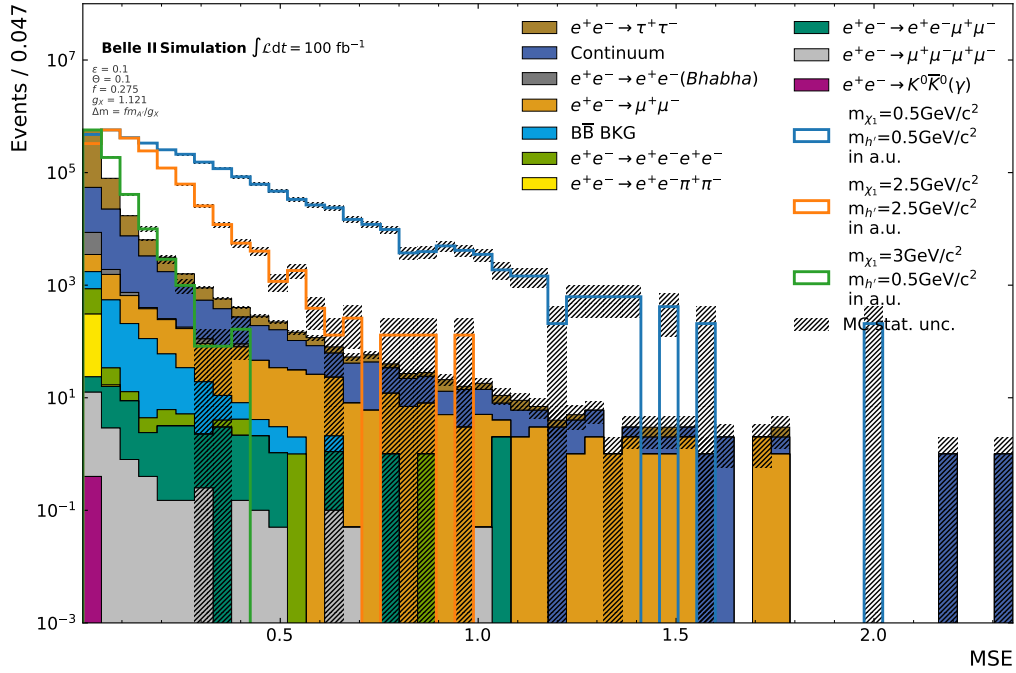 Events / 0.047
Belle II Simulation ∫ℒdt = 100 fb⁻¹
ε = 0.1
Θ = 0.1
f = 0.275
g_X = 1.121
Δm = fm_A′/g_X
e⁺e⁻→τ⁺τ⁻
Continuum
e⁺e⁻→e⁺e⁻(Bhabha)
e⁺e⁻→μ⁺μ⁻
BB̅ BKG
e⁺e⁻→e⁺e⁻e⁺e⁻
e⁺e⁻→e⁺e⁻π⁺π⁻
e⁺e⁻→e⁺e⁻μ⁺μ⁻
e⁺e⁻→μ⁺μ⁻μ⁺μ⁻
e⁺e⁻→K⁰K̅⁰(γ)
m_χ₁=0.5GeV/c²
m_h′=0.5GeV/c²
in a.u.
m_χ₁=2.5GeV/c²
m_h′=2.5GeV/c²
in a.u.
m_χ₁=3GeV/c²
m_h′=0.5GeV/c²
in a.u.
MC stat. unc.
10⁷
10⁵
10³
10¹
10⁻¹
10⁻³
0.5 1.0 1.5 2.0
MSE